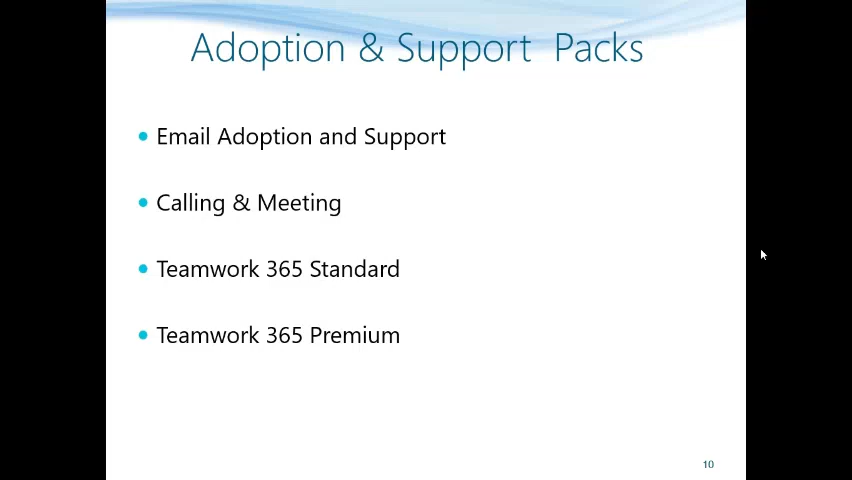 Adoption & Support Packs
Email Adoption and Support
Calling & Meeting
Teamwork 365 Standard
Teamwork 365 Premium
10